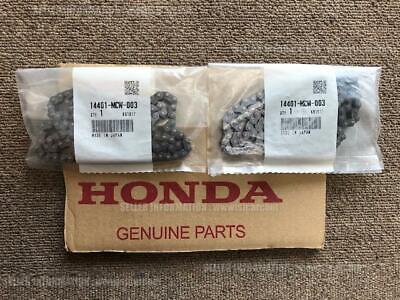 14401-MCW-003
QTY
1
MADE IN JAPAN
14401-MCW-003
QTY
1
MADE IN JAPAN
HONDA
GENUINE PARTS